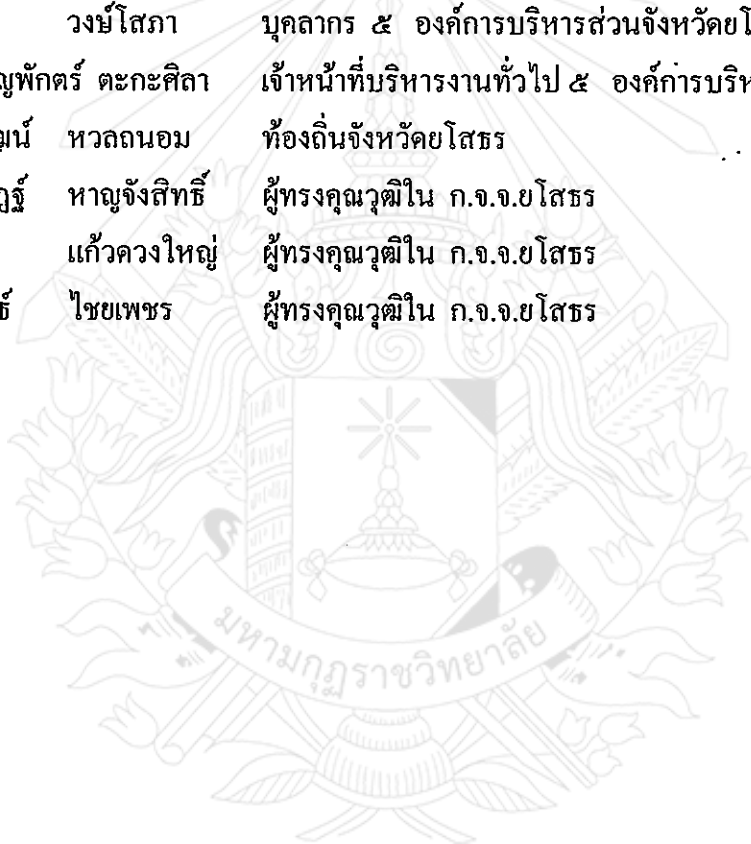 วงษ์โสภา บุคลากร ๕ องค์การบริหารส่วนจังหวัดยโ
ญพักตร์ ตะกะศิลา เจ้าหน้าที่บริหารงานทั่วไป ๕ องค์การบริห
หวลถนอม ท้องถิ่นจังหวัดยโสธร
หาญจังสิทธิ์ ผู้ทรงคุณวุฒิใน ก.จ.จ.ยโสธร
แก้วดวงใหญ่ ผู้ทรงคุณวุฒิใน ก.จ.จ.ยโสธร
ไชยเพชร ผู้ทรงคุณวุฒิใน ก.จ.จ.ยโสธร
มหามกุฏราชวิทยาลัย